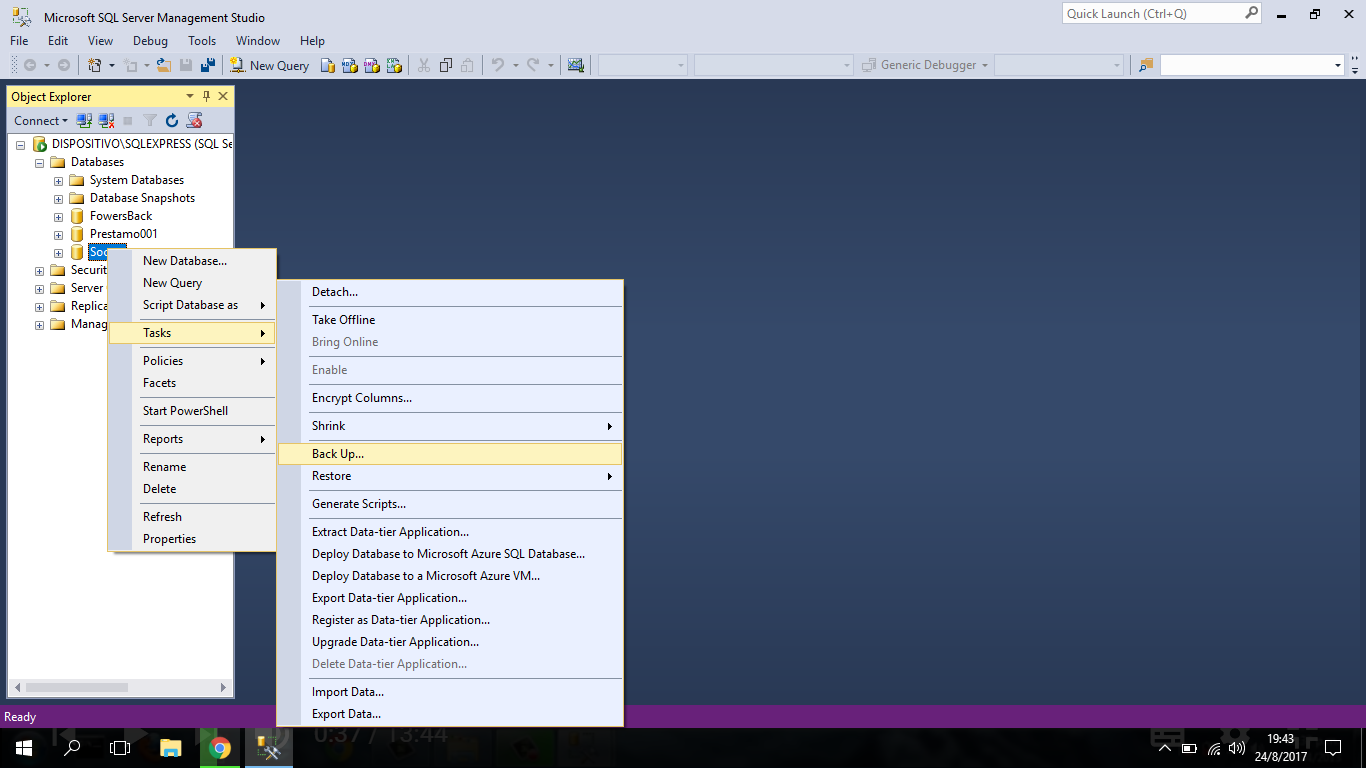 Microsoft SQL Server Management Studio
Quick Launch (Ctrl+Q)
File Edit View Debug Tools Window Help
New Query
Generic Debugger
Object Explorer
Connect
DISPOSITIVO\SQLEXPRESS (SQL Se
Databases
System Databases
Database Snapshots
FowersBack
Prestamo001
Securit
Server
Replica
Manag
New Database...
New Query
Script Database as
Tasks
Policies
Facets
Start PowerShell
Reports
Rename
Delete
Refresh
Properties
Detach...
Take Offline
Bring Online
Enable
Encrypt Columns...
Shrink
Back Up...
Restore
Generate Scripts...
Extract Data-tier Application...
Deploy Database to Microsoft Azure SQL Database...
Deploy Database to a Microsoft Azure VM...
Export Data-tier Application...
Register as Data-tier Application...
Upgrade Data-tier Application...
Delete Data-tier Application...
Import Data...
Export Data...
Ready
0:37 / 13:44
19:43
24/8/2017